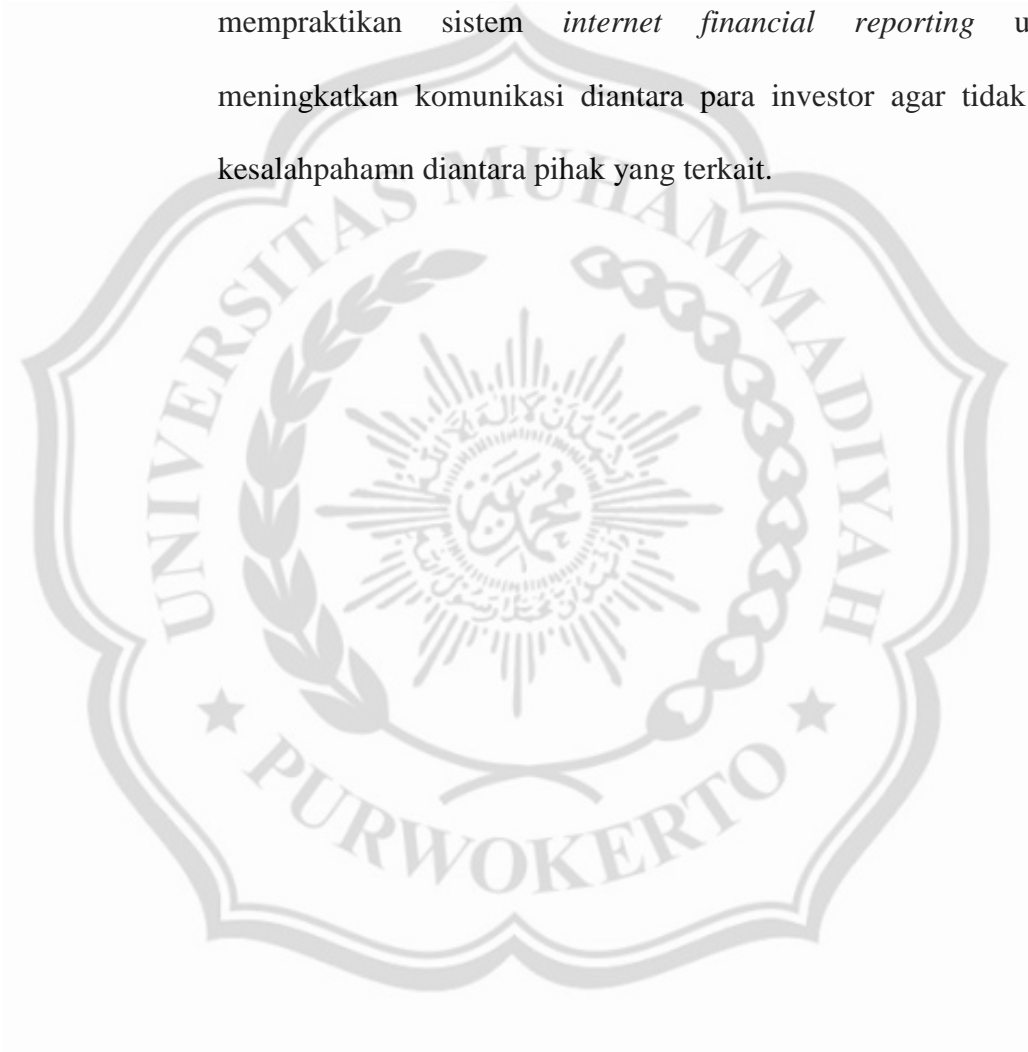 mempraktikan sistem internet financial reporting u
meningkatkan komunikasi diantara para investor agar tidak
kesalahpahamn diantara pihak yang terkait.
UNIVERSITAS MUHAMMADIYAH
PURWOKERTO